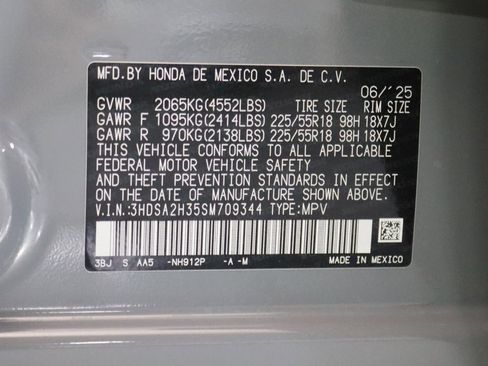 MFD.BY HONDA DE MEXICO S.A. DE C.V.
06/'25
GVWR 2065KG(4552LBS) TIRE SIZE RIM SIZE
GAWR F 1095KG(2414LBS) 225/55R18 98H 18X7J
GAWR R 970KG(2138LBS) 225/55R18 98H 18X7J
THIS VEHICLE CONFORMS TO ALL APPLICABLE
FEDERAL MOTOR VEHICLE SAFETY
AND THEFT PREVENTION STANDARDS IN EFFECT
ON THE DATE OF MANUFACTURE SHOWN ABOVE.
V.I.N.:3HDSA2H35SM709344 TYPE:MPV
3BJ S AA5 -NH912P -A -M MADE IN MEXICO